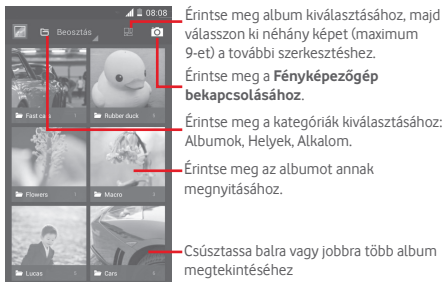 08:08
Beosztás
Fast cars
Rubber duck
Flowers
Macro
Lucas
Cars
Érintse meg album kiválasztásához, majd
válasszon ki néhány képet (maximum
9-et) a további szerkesztéshez.
Érintse meg a Fényképezőgép
bekapcsolásához.
Érintse meg a kategóriák kiválasztásához:
Albumok, Helyek, Alkalom.
Érintse meg az albumot annak
megnyitásához.
Csúsztassa balra vagy jobbra több album
megtekintéséhez